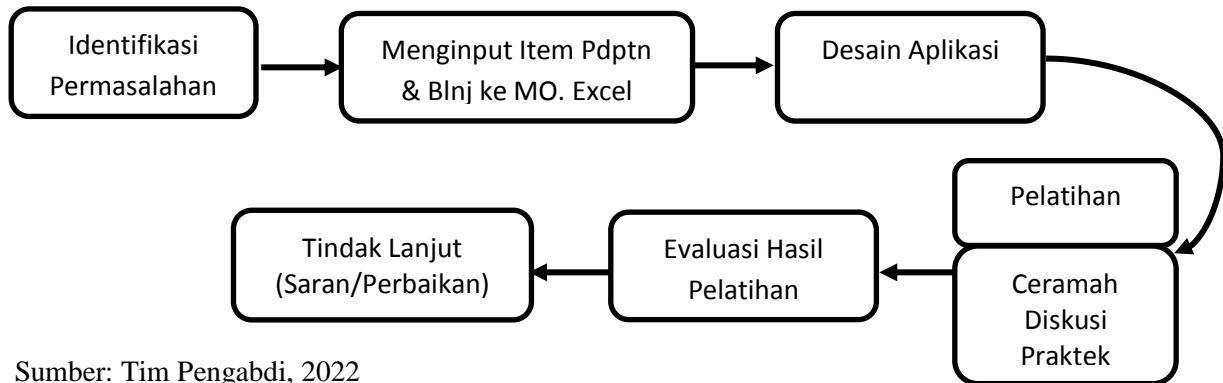 Identifikasi
Permasalahan
Menginput Item Pdptn
& Blnj ke MO. Excel
Desain Aplikasi
Pelatihan
Ceramah
Diskusi
Praktek
Evaluasi Hasil
Pelatihan
Tindak Lanjut
(Saran/Perbaikan)
Sumber: Tim Pengabdi, 2022